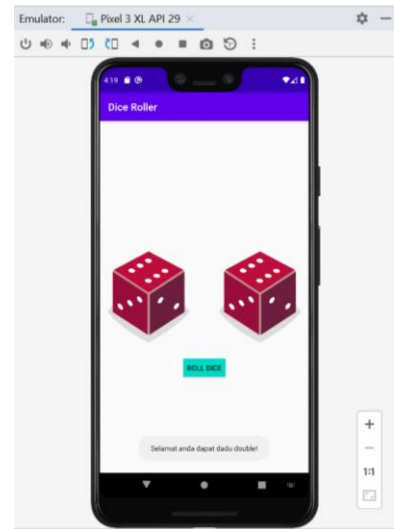 Emulator: Pixel 3 XL API 29
4:19
Dice Roller
ROLL DICE
Selamat anda dapat dadu double!
1:1